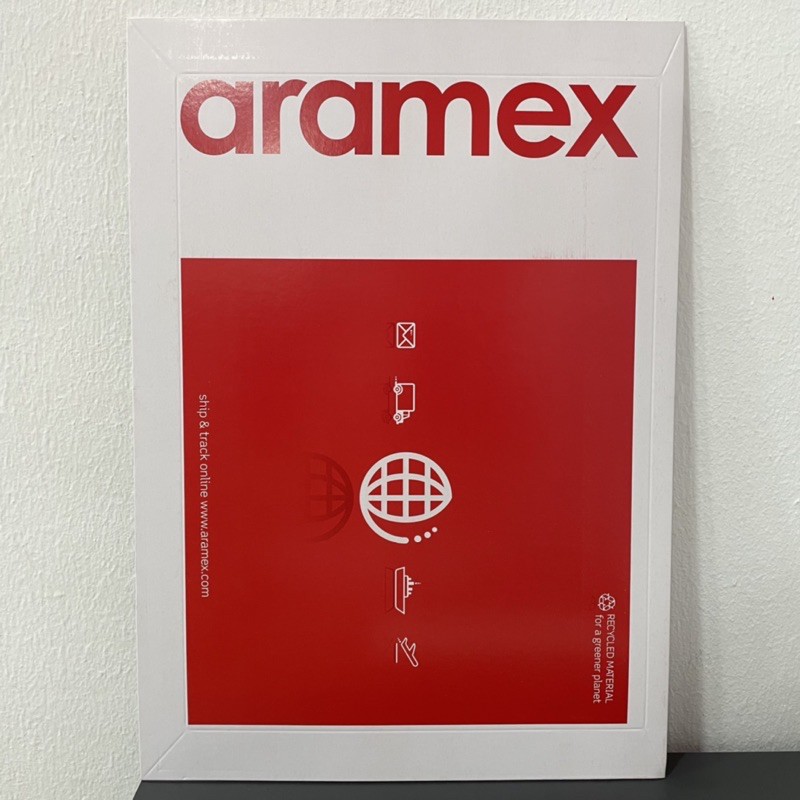 aramex
ship & track online www.aramex.com
RECYCLED MATERIAL
for a greener planet